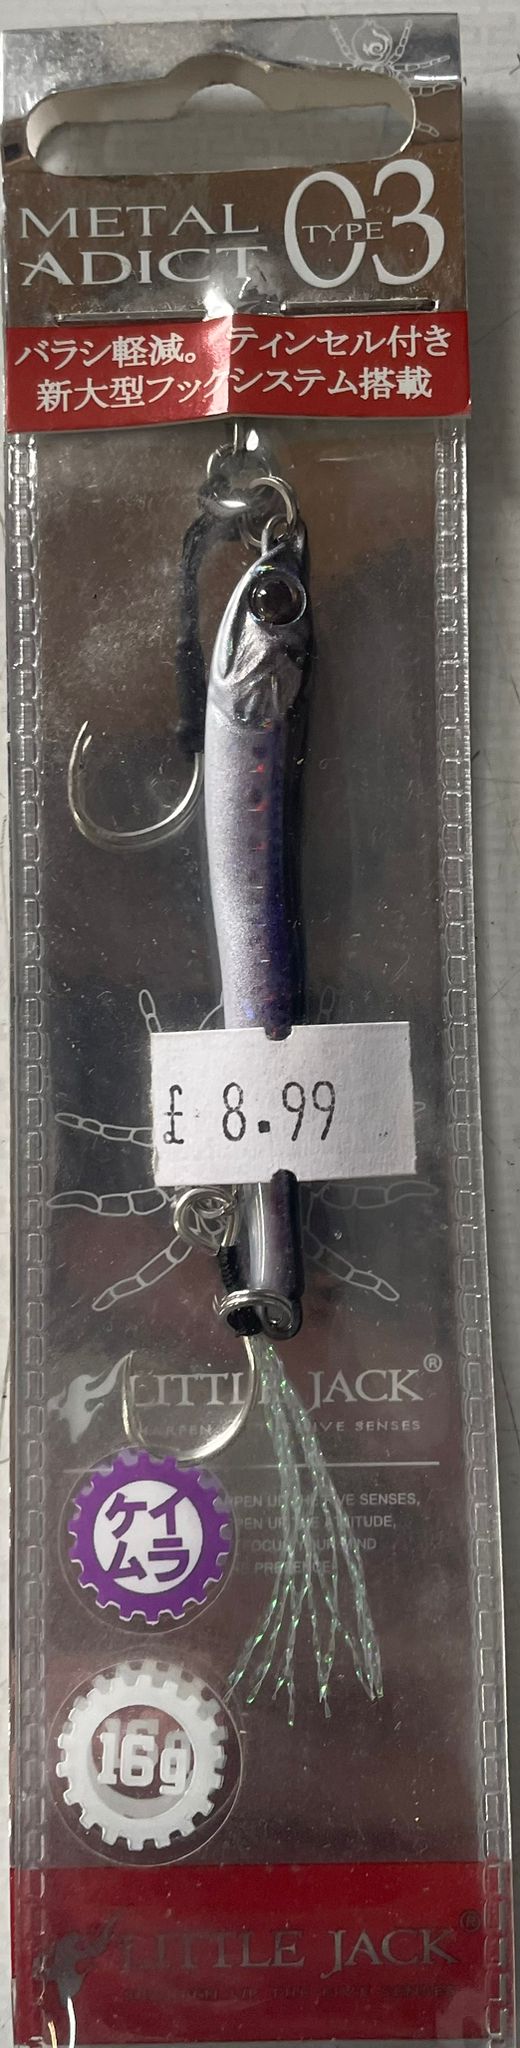 METAL
ADICT
TYPE 03
バラシ軽減。 ティンセル付き
新大型フックシステム搭載
£ 8.99
LITTLE JACK®
SENSES
ケイ
ムラ
SENSES,
16g
LITTLE JACK®